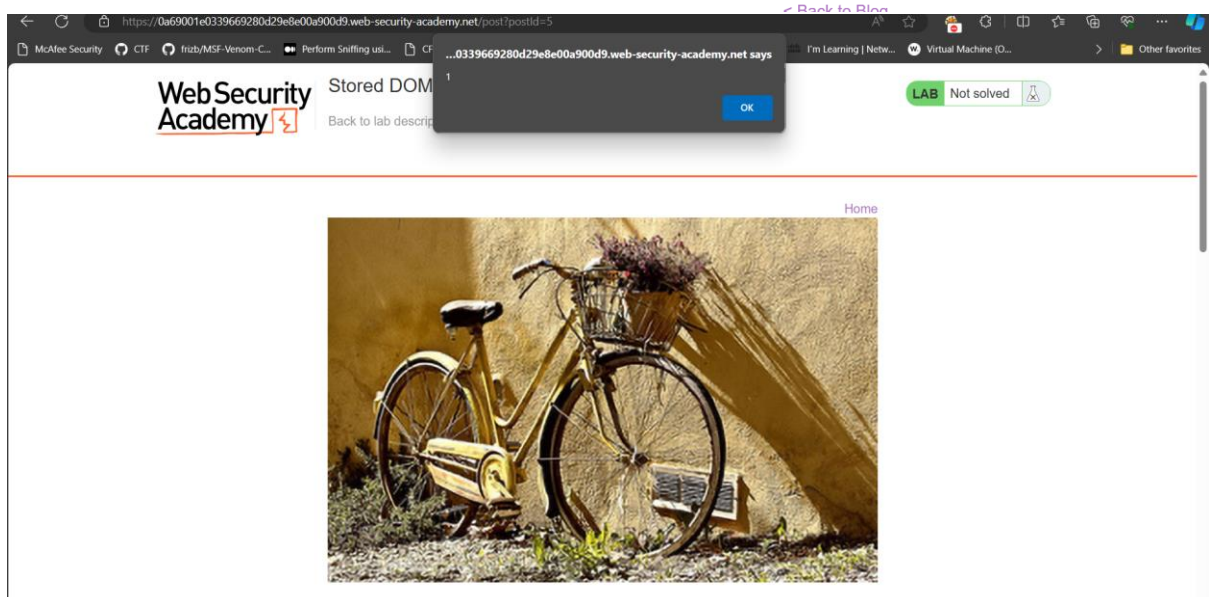 < Back to Blog
https://0a69001e0339669280d29e8e00a900d9.web-security-academy.net/post?postId=5
McAfee Security
CTF
frizb/MSF-Venom-C...
Perform Sniffing usi...
CF
I'm Learning | Netw...
Virtual Machine (O...
Other favorites
...0339669280d29e8e00a900d9.web-security-academy.net says
1
OK
WebSecurity
Academy
Stored DOM
Back to lab descrip
LAB Not solved
Home